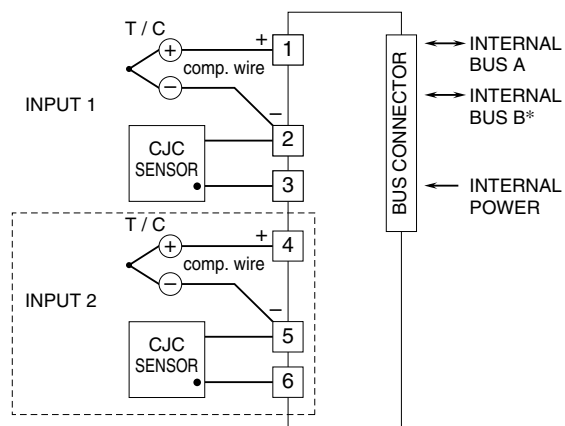 T / C
+
+
1
comp. wire
−
INPUT 1
−
2
CJC
SENSOR
3
T / C
+
+
4
comp. wire
−
INPUT 2
−
5
CJC
SENSOR
6
BUS CONNECTOR
INTERNAL
BUS A
INTERNAL
BUS B*
INTERNAL
POWER